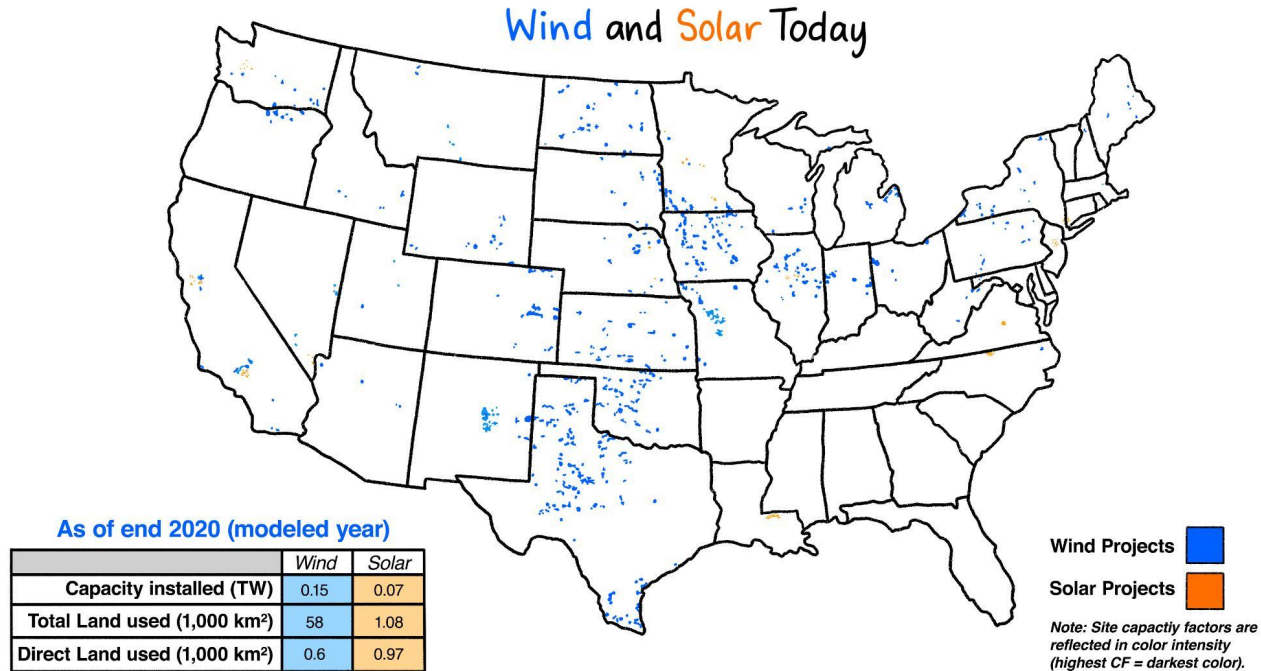 Wind and Solar Today
As of end 2020 (modeled year)
Wind Solar
Capacity installed (TW) 0.15 0.07
Total Land used (1,000 km²) 58 1.08
Direct Land used (1,000 km²) 0.6 0.97
Wind Projects
Solar Projects
Note: Site capactiy factors are
reflected in color intensity
(highest CF = darkest color).